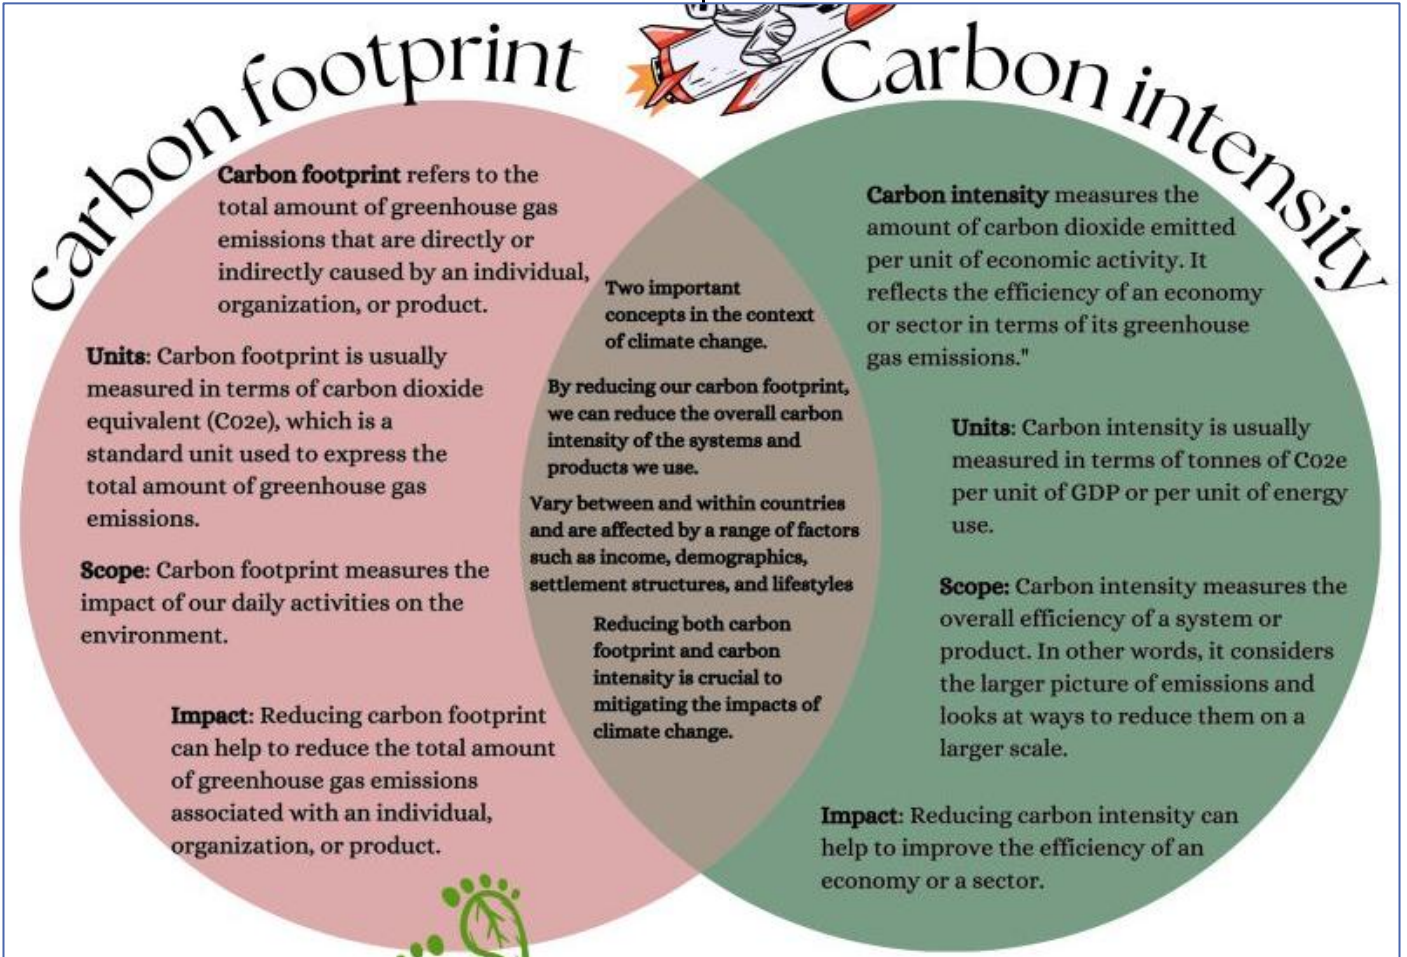 carbon footprint
Carbon intensity
Carbon footprint refers to the
total amount of greenhouse gas
emissions that are directly or
indirectly caused by an individual,
organization, or product.
Units: Carbon footprint is usually
measured in terms of carbon dioxide
equivalent (C02e), which is a
standard unit used to express the
total amount of greenhouse gas
emissions.
Scope: Carbon footprint measures the
impact of our daily activities on the
environment.
Impact: Reducing carbon footprint
can help to reduce the total amount
of greenhouse gas emissions
associated with an individual,
organization, or product.
Two important
concepts in the context
of climate change.
By reducing our carbon footprint,
we can reduce the overall carbon
intensity of the systems and
products we use.
Vary between and within countries
and are affected by a range of factors
such as income, demographics,
settlement structures, and lifestyles
Reducing both carbon
footprint and carbon
intensity is crucial to
mitigating the impacts of
climate change.
Carbon intensity measures the
amount of carbon dioxide emitted
per unit of economic activity. It
reflects the efficiency of an economy
or sector in terms of its greenhouse
gas emissions."
Units: Carbon intensity is usually
measured in terms of tonnes of C02e
per unit of GDP or per unit of energy
use.
Scope: Carbon intensity measures the
overall efficiency of a system or
product. In other words, it considers
the larger picture of emissions and
looks at ways to reduce them on a
larger scale.
Impact: Reducing carbon intensity can
help to improve the efficiency of an
economy or a sector.